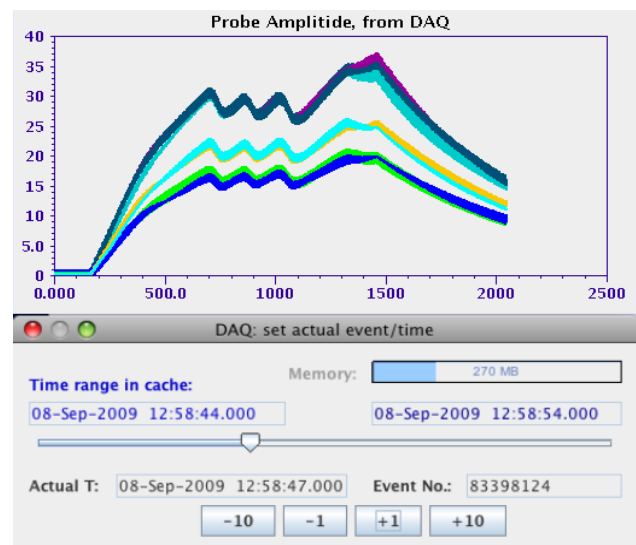 Probe Amplitide, from DAQ
40
35
30
25
20
15
10
5.0
0
0.000 500.0 1000 1500 2000 2500
DAQ: set actual event/time
Memory: 270 MB
Time range in cache:
08-Sep-2009 12:58:44.000 08-Sep-2009 12:58:54.000
Actual T: 08-Sep-2009 12:58:47.000 Event No.: 83398124
-10 -1 +1 +10